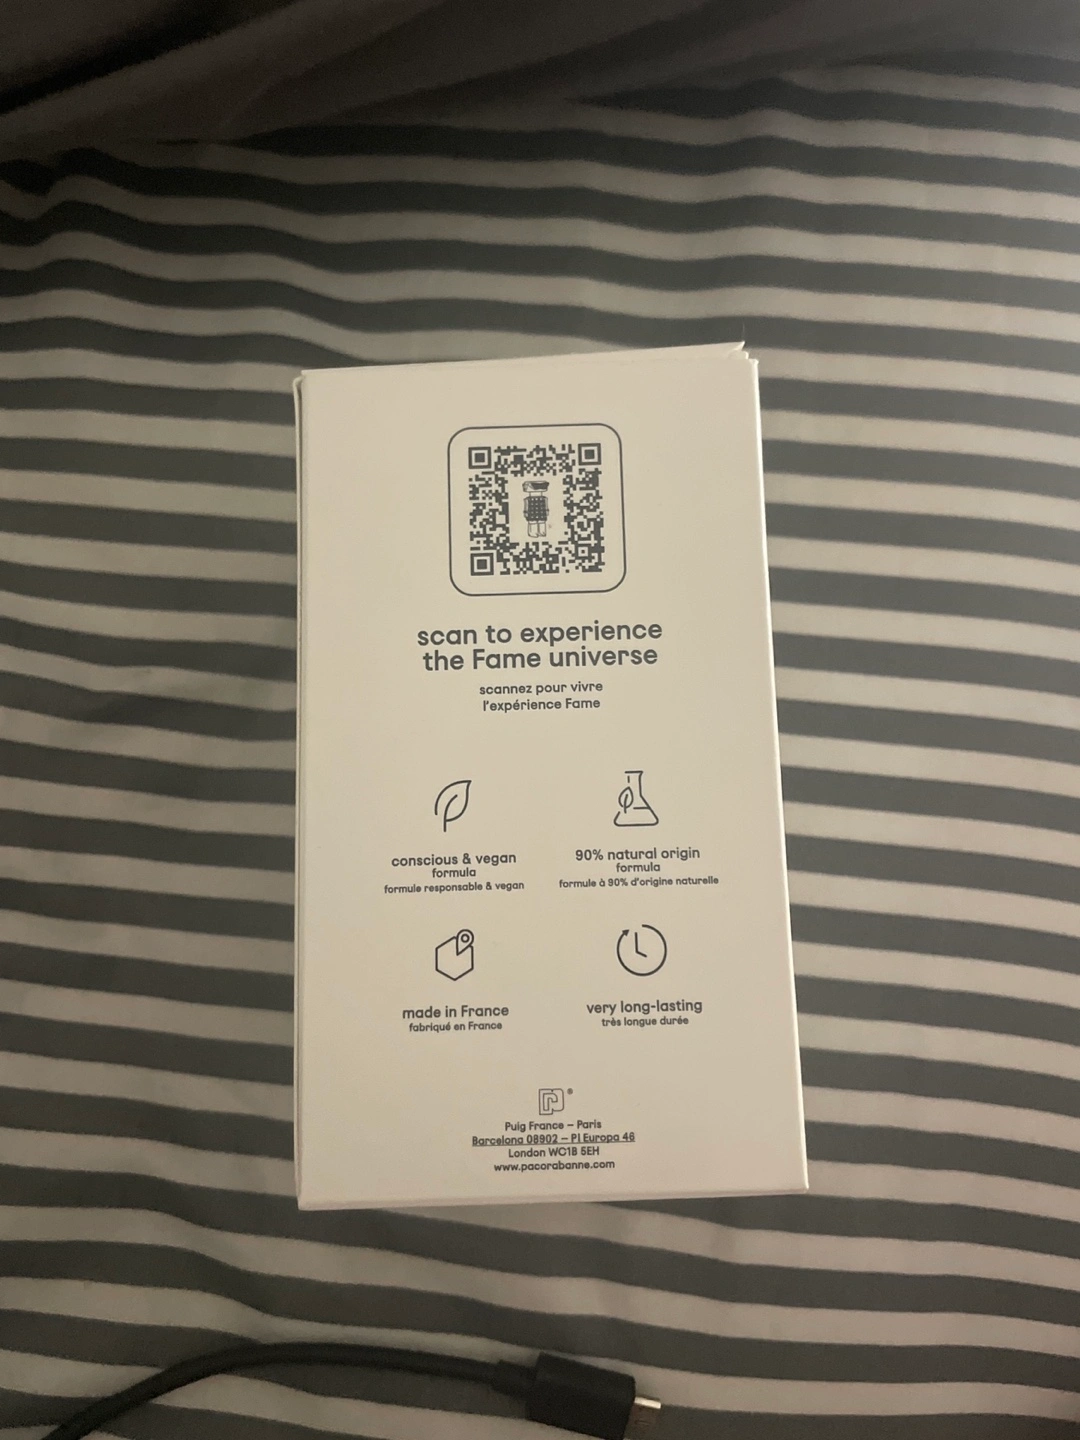 scan to experience
the Fame universe
scannez pour vivre
l'expérience Fame
conscious & vegan
formula
formule responsable & vegan
90% natural origin
formula
formule à 90% d'origine naturelle
made in France
fabriqué en France
very long-lasting
très longue durée
Puig France – Paris
Barcelona 08902 – Pl Europa 46
London WC1B 5EH
www.pacorabanne.com